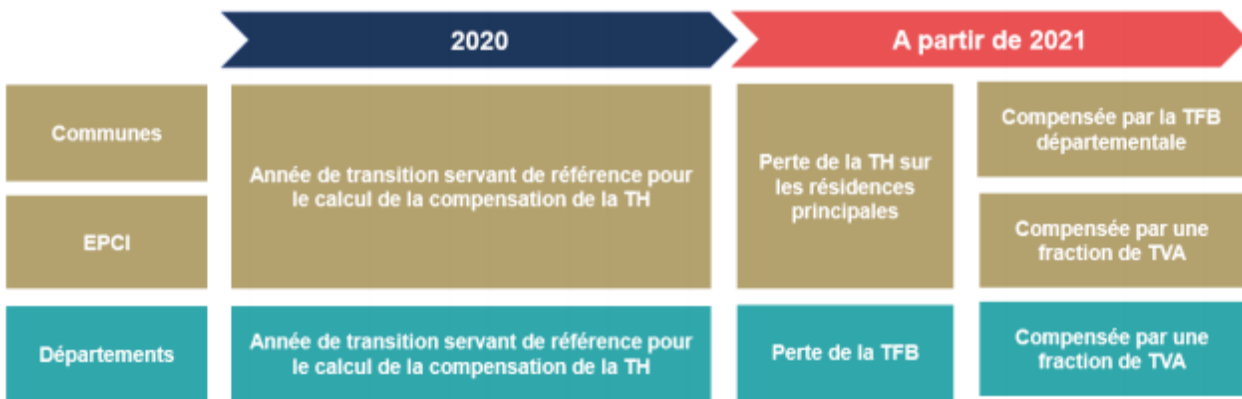 2020
A partir de 2021
Communes
Année de transition servant de référence pour
le calcul de la compensation de la TH
Perte de la TH sur
les résidences
principales
Compensée par la TFB
départementale
EPCI
Compensée par une
fraction de TVA
Départements
Année de transition servant de référence pour
le calcul de la compensation de la TH
Perte de la TFB
Compensée par une
fraction de TVA